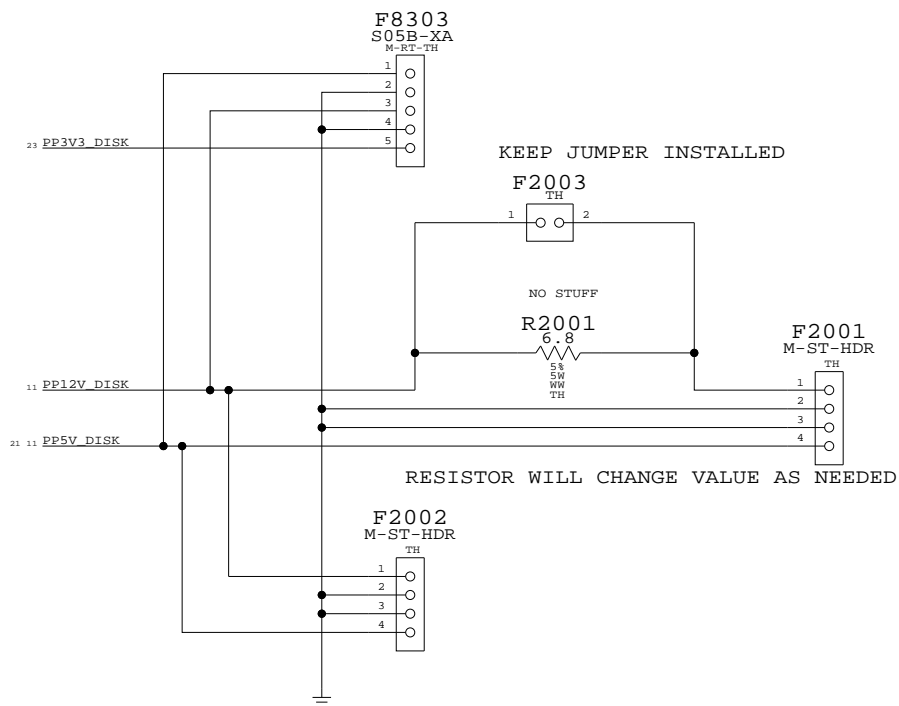 F8303
S05B-XA
M-RT-TH
1
2
3
4
5
23 PP3V3_DISK
KEEP JUMPER INSTALLED
F2003
TH
1 2
NO STUFF
R2001
6.8
5%
5W
WW
TH
F2001
M-ST-HDR
TH
1
2
3
4
11 PP12V_DISK
21 11 PP5V_DISK
RESISTOR WILL CHANGE VALUE AS NEEDED
F2002
M-ST-HDR
TH
1
2
3
4